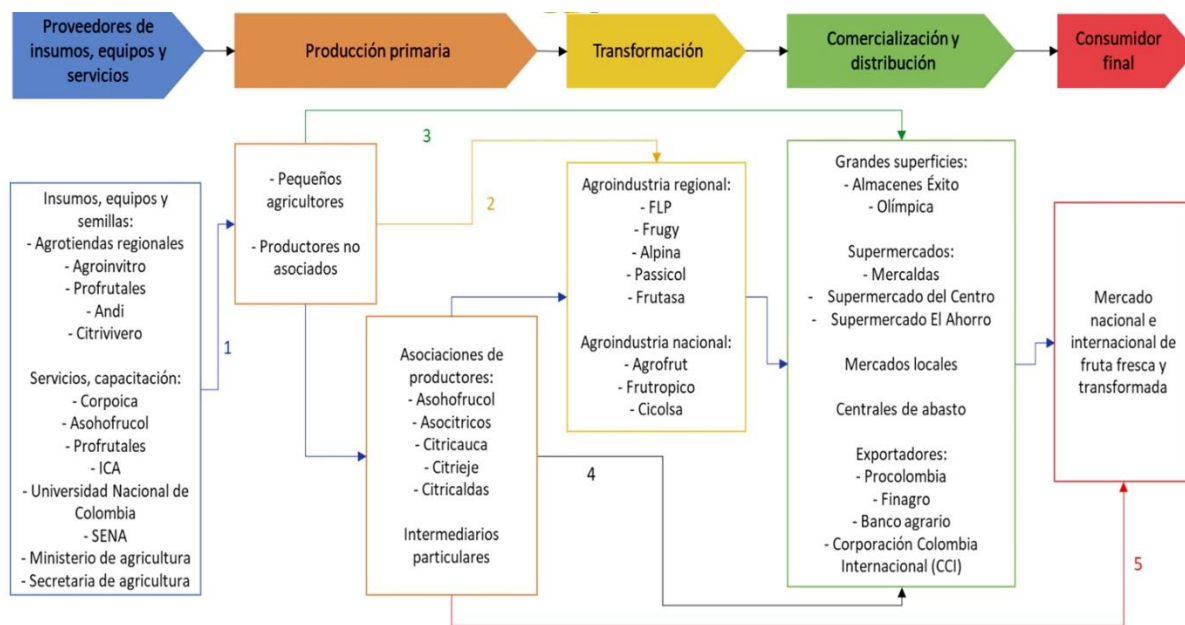 Proveedores de
insumos, equipos y
servicios
Producción primaria
Transformación
Comercialización y
distribución
Consumidor
final
Insumos, equipos y
semillas:
- Agrotiendas regionales
- Agroinvitro
- Profrutales
- Andi
- Citrivivero
Servicios, capacitación:
- Corpoica
- Asohofrucol
- Profrutales
- ICA
- Universidad Nacional de
Colombia
- SENA
- Ministerio de agricultura
- Secretaria de agricultura
1
- Pequeños
agricultores
- Productores no
asociados
3
2
Asociaciones de
productores:
- Asohofrucol
- Asocitricos
- Citricauca
- Citrieje
- Citricaldas
Intermediarios
particulares
4
Agroindustria regional:
- FLP
- Frugy
- Alpina
- Passicol
- Frutasa
Agroindustria nacional:
- Agrofrut
- Frutropico
- Cicolsa
Grandes superficies:
- Almacenes Éxito
- Olímpica
Supermercados:
- Mercaldas
- Supermercado del Centro
- Supermercado El Ahorro
Mercados locales
Centrales de abasto
Exportadores:
- Procolombia
- Finagro
- Banco agrario
- Corporación Colombia
Internacional (CCI)
Mercado
nacional e
internacional de
fruta fresca y
transformada
5